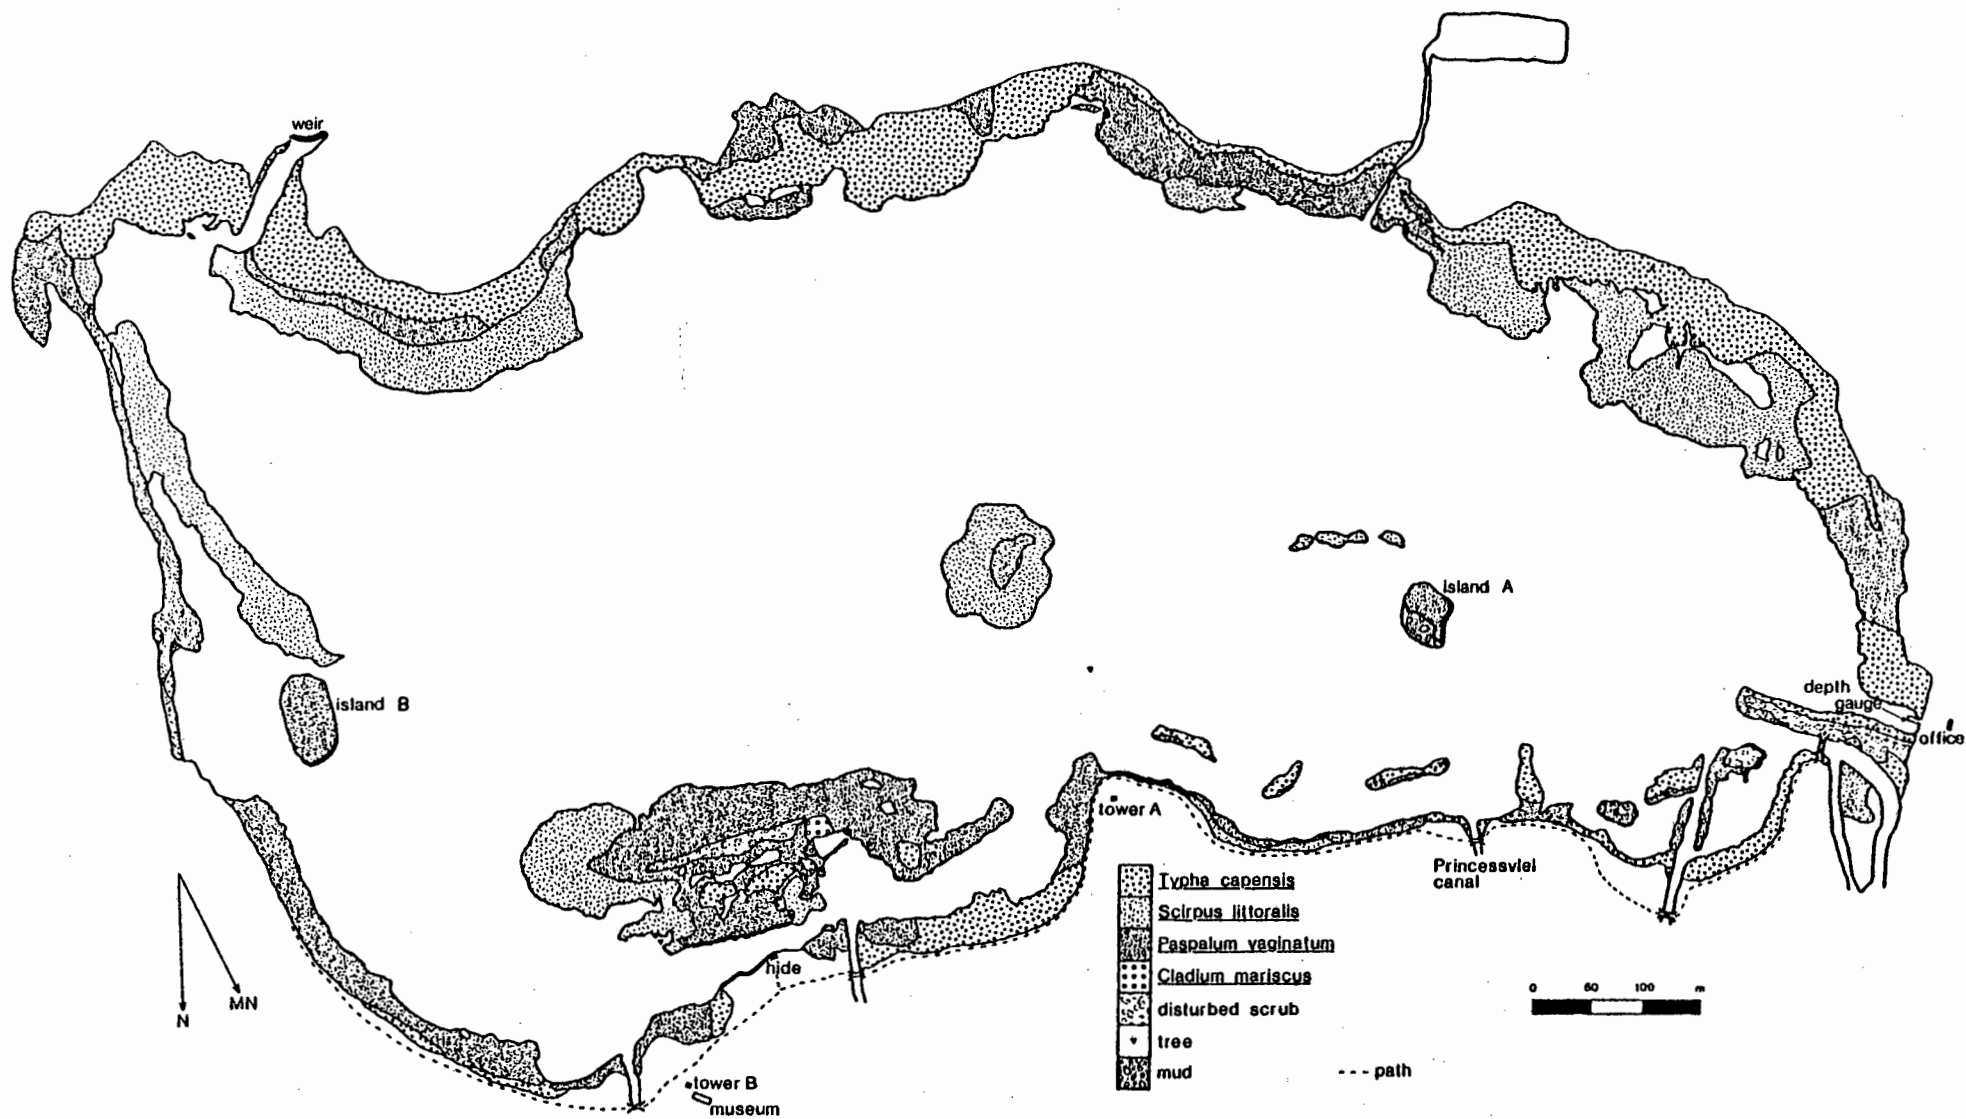 weir
island A
island B
depth
gauge
office
tower A
Princessvlei
canal
Typha capensis
Scirpus littoralis
Paspalum vaginatum
Cladium mariscus
disturbed scrub
tree
mud
path
0 50 100 m
hide
MN
N
tower B
museum